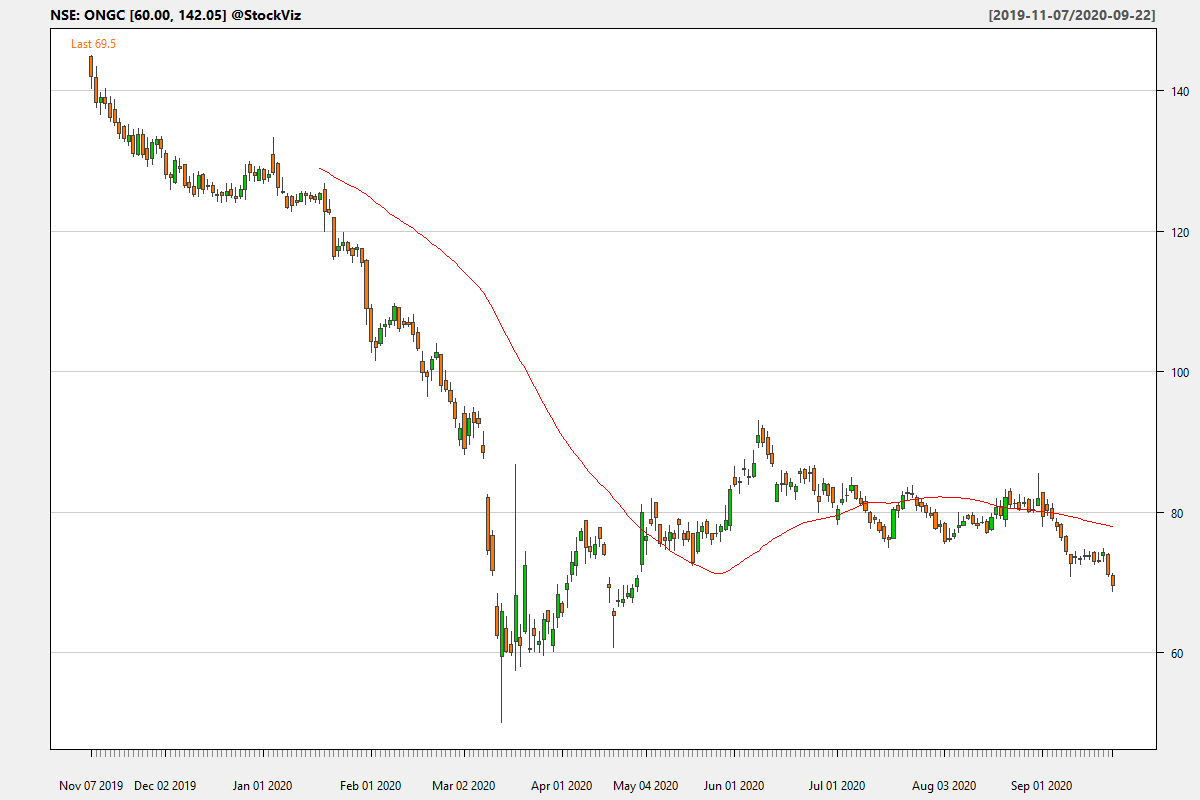 NSE: ONGC [60.00, 142.05] @StockViz [2019-11-07/2020-09-22]
Last 69.5
140
120
100
80
60
Nov 07 2019 Dec 02 2019 Jan 01 2020 Feb 01 2020 Mar 02 2020 Apr 01 2020 May 04 2020 Jun 01 2020 Jul 01 2020 Aug 03 2020 Sep 01 2020